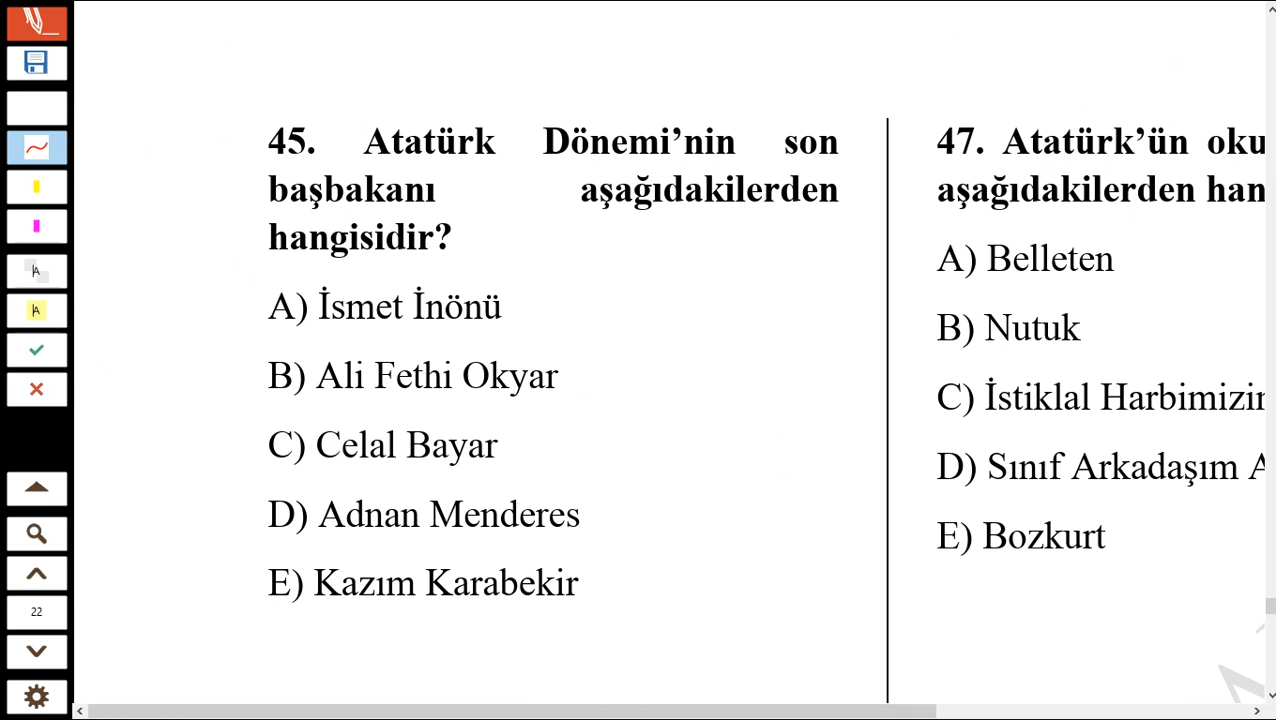 45. Atatürk Dönemi’nin son
başbakanı aşağıdakilerden
hangisidir?
A) İsmet İnönü
B) Ali Fethi Okyar
C) Celal Bayar
D) Adnan Menderes
E) Kazım Karabekir
47. Atatürk’ün oku
aşağıdakilerden han
A) Belleten
B) Nutuk
C) İstiklal Harbimizin
D) Sınıf Arkadaşım A
E) Bozkurt
22